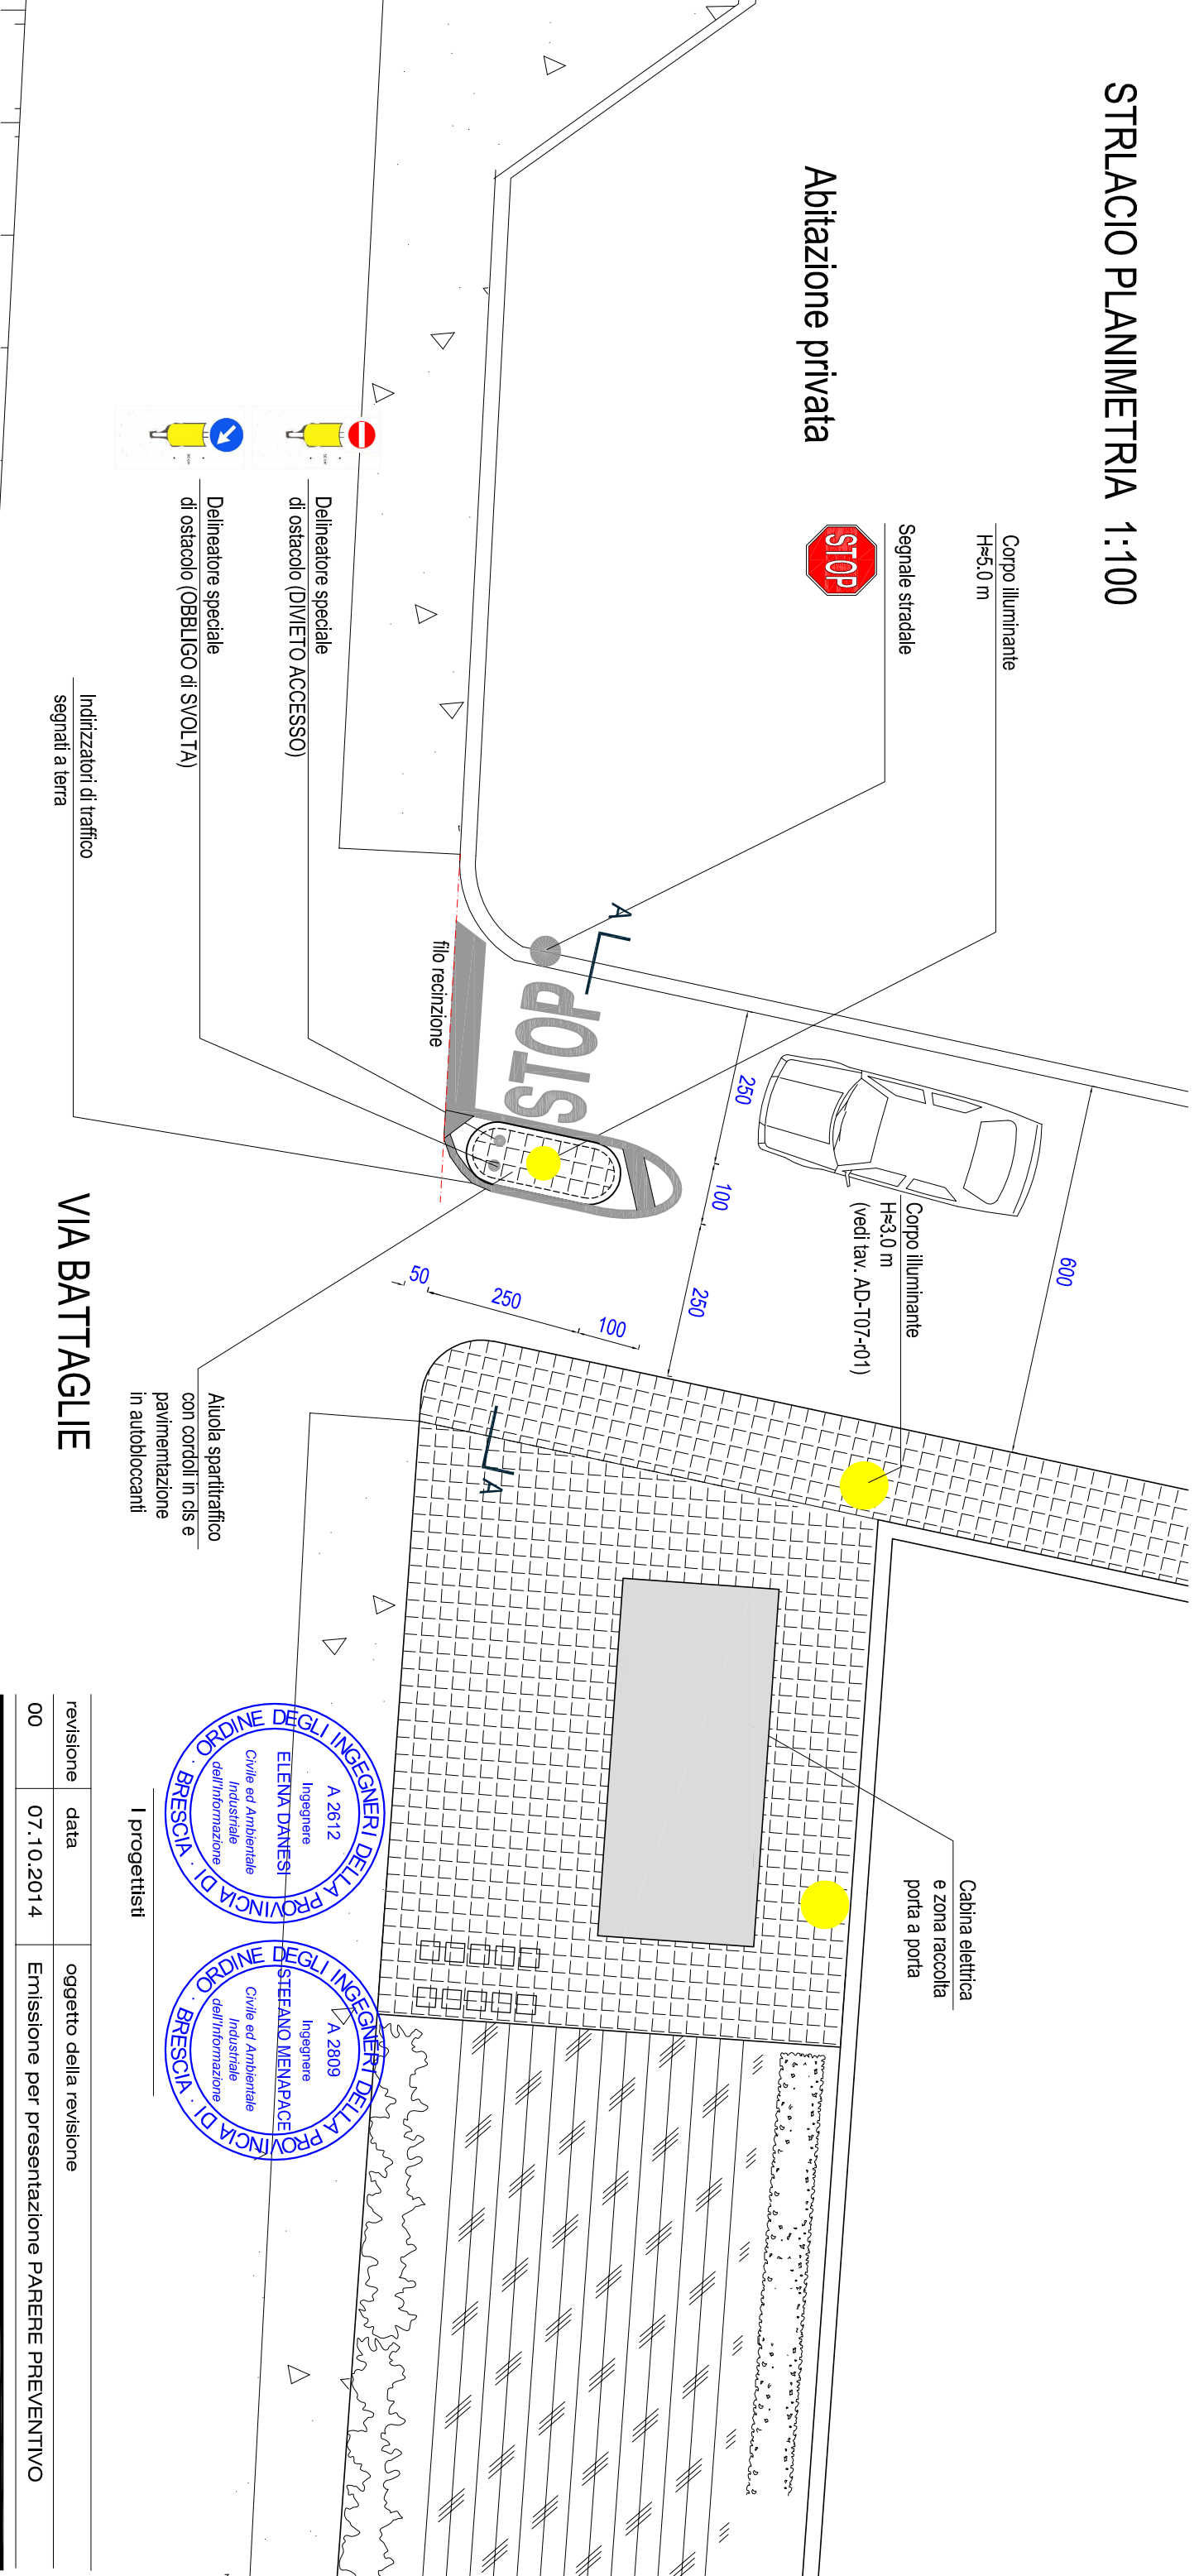 STRLACIO PLANIMETRIA 1:100
Abitazione privata
Corpo illuminante
H≈5.0 m
Segnale stradale
STOP
Delineatore speciale
di ostacolo (DIVIETO ACCESSO)
Delineatore speciale
di ostacolo (OBBLIGO di SVOLTA)
Indirizzatori di traffico
segnati a terra
A
filo recinzione
STOP
250
100
250
600
50
250
100
Corpo illuminante
H≈3.0 m
(vedi tav. AD-T07-r01)
A
VIA BATTAGLIE
Aiuola spartitraffico
con cordoli in cls e
pavimentazione
in autobloccanti
Cabina elettrica
e zona raccolta
porta a porta
I progettisti
ORDINE DEGLI INGEGNERI DELLA PROVINCIA DI BRESCIA
A 2612
Ingegnere
ELENA DANESI
Civile ed Ambientale
Industriale
dell'Informazione
ORDINE DEGLI INGEGNERI DELLA PROVINCIA DI BRESCIA
A 2809
Ingegnere
STEFANO MENAPACE
Civile ed Ambientale
Industriale
dell'Informazione
revisione data oggetto della revisione
00 07.10.2014 Emissione per presentazione PARERE PREVENTIVO